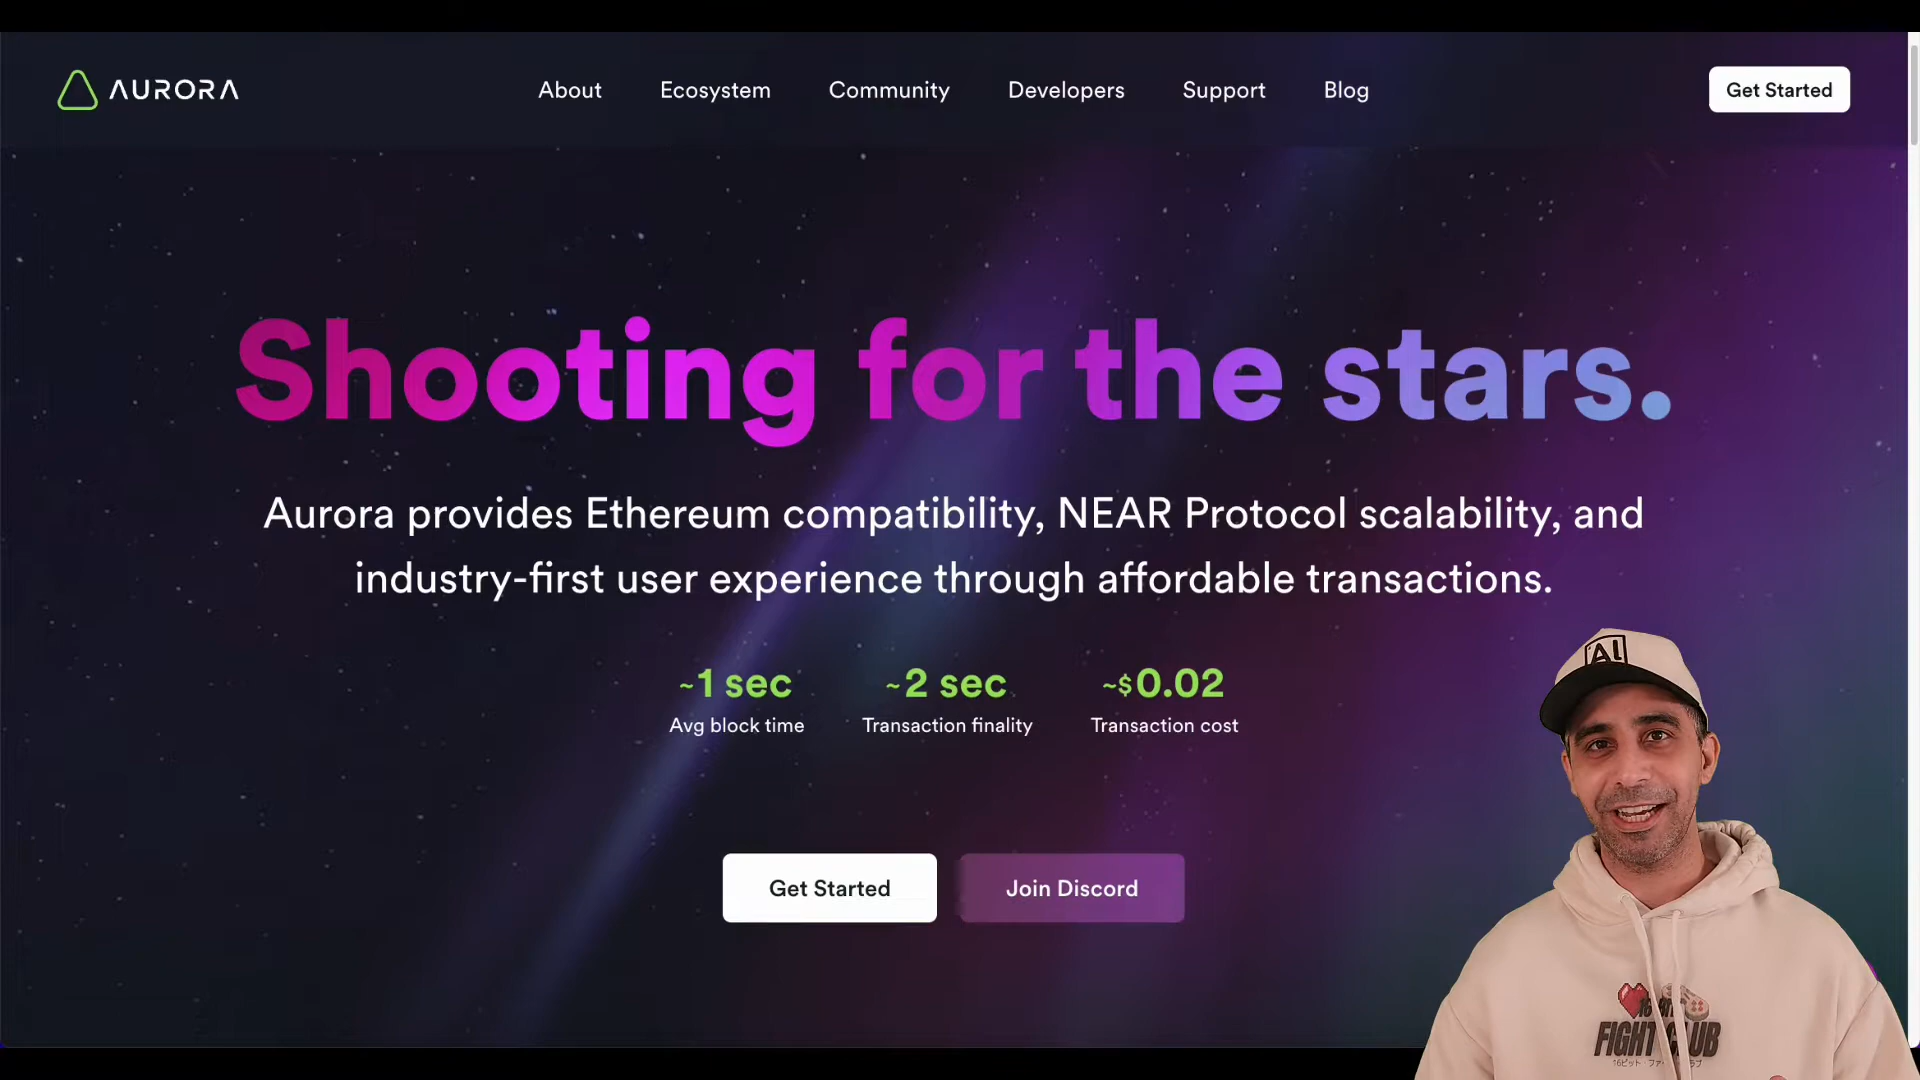 AURORA
About
Ecosystem
Community
Developers
Support
Blog
Get Started
Shooting for the stars.
Aurora provides Ethereum compatibility, NEAR Protocol scalability, and
industry-first user experience through affordable transactions.
~1 sec
Avg block time
~2 sec
Transaction finality
~$0.02
Transaction cost
Get Started
Join Discord
AL
FIGHT CLUB